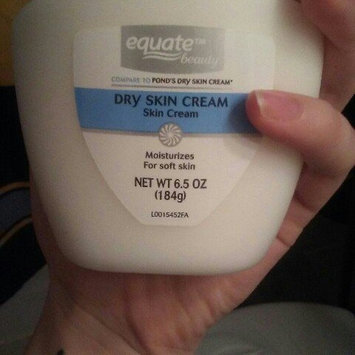 equate™
beauty
COMPARE TO POND'S DRY SKIN CREAM*
DRY SKIN CREAM
Skin Cream
Moisturizes
For soft skin
NET WT 6.5 OZ
(184g)
L0015452FA